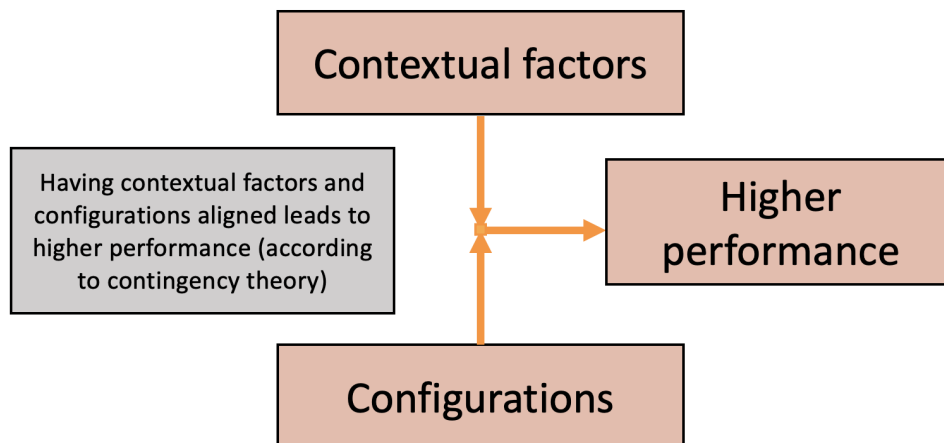 Contextual factors
Having contextual factors and
configurations aligned leads to
higher performance (according
to contingency theory)
Higher
performance
Configurations